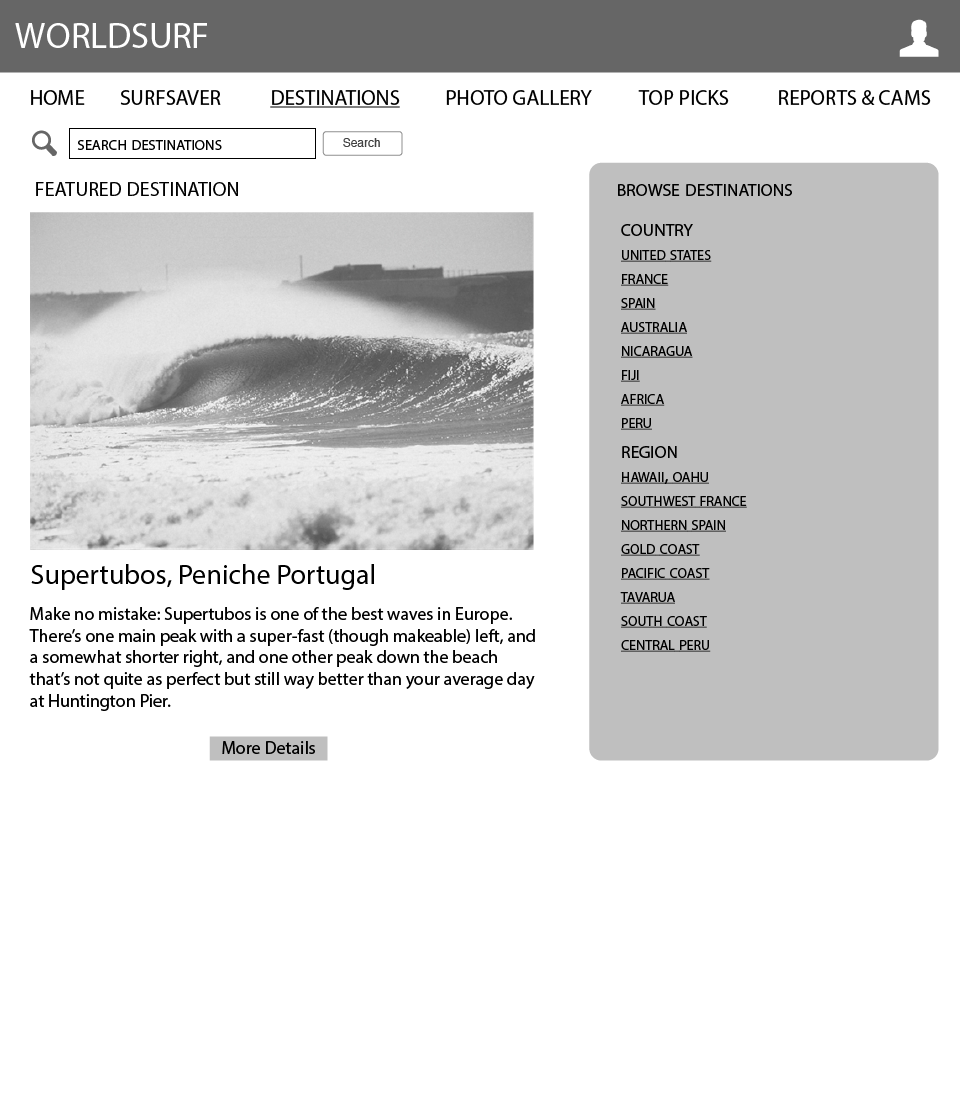 WORLDSURF
HOME
SURFSAVER
DESTINATIONS
PHOTO GALLERY
TOP PICKS
REPORTS & CAMS
SEARCH DESTINATIONS
Search
FEATURED DESTINATION
Supertubos, Peniche Portugal
Make no mistake: Supertubos is one of the best waves in Europe.
There’s one main peak with a super-fast (though makeable) left, and
a somewhat shorter right, and one other peak down the beach
that’s not quite as perfect but still way better than your average day
at Huntington Pier.
More Details
BROWSE DESTINATIONS
COUNTRY
UNITED STATES
FRANCE
SPAIN
AUSTRALIA
NICARAGUA
FIJI
AFRICA
PERU
REGION
HAWAII, OAHU
SOUTHWEST FRANCE
NORTHERN SPAIN
GOLD COAST
PACIFIC COAST
TAVARUA
SOUTH COAST
CENTRAL PERU